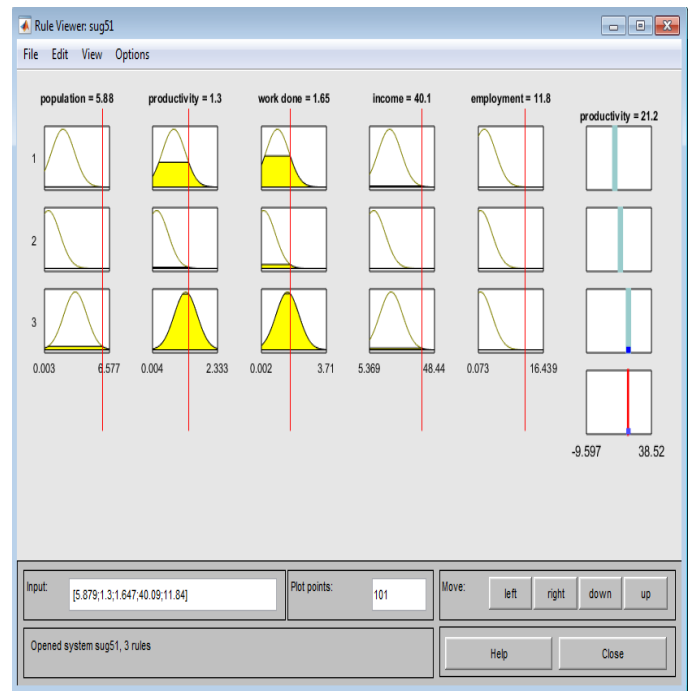 Rule Viewer: sug51
File Edit View Options
population = 5.88 productivity = 1.3 work done = 1.65 income = 40.1 employment = 11.8
productivity = 21.2
1
2
3
0.003 6.577 0.004 2.333 0.002 3.71 5.369 48.44 0.073 16.439
-9.597 38.52
Input: [5.879;1.3;1.647;40.09;11.84] Plot points: 101 Move: left right down up
Opened system sug51, 3 rules Help Close